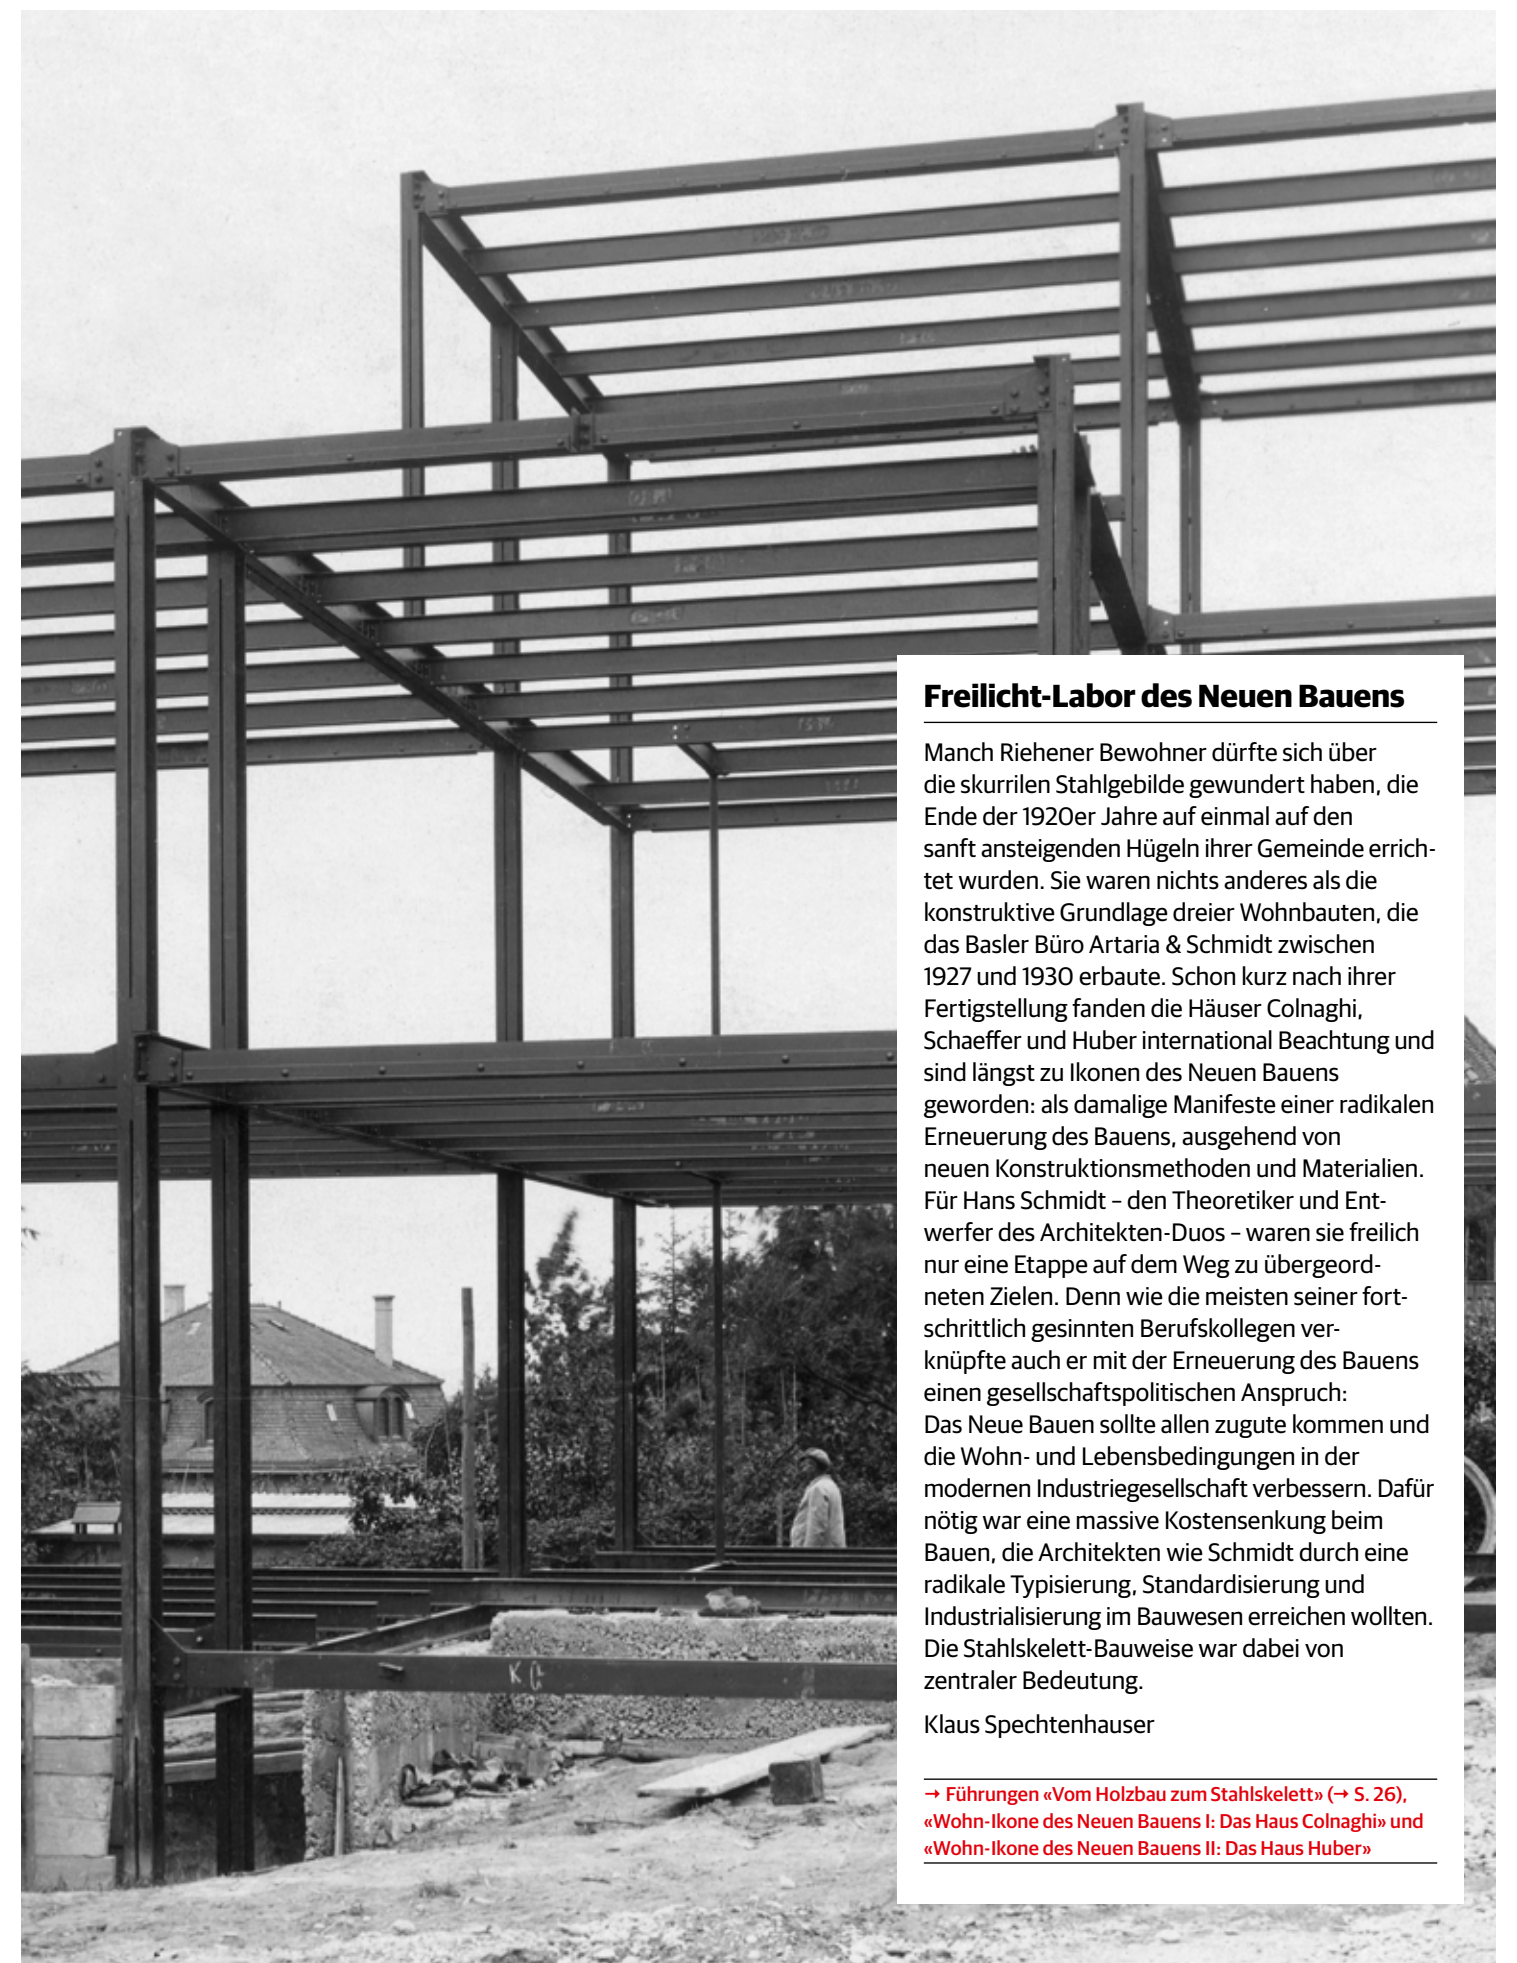 Freilicht-Labor des Neuen Bauens
Manch Riehener Bewohner dürfte sich über
die skurrilen Stahlgebilde gewundert haben, die
Ende der 1920er Jahre auf einmal auf den
sanft ansteigenden Hügeln ihrer Gemeinde errich-
tet wurden. Sie waren nichts anderes als die
konstruktive Grundlage dreier Wohnbauten, die
das Basler Büro Artaria & Schmidt zwischen
1927 und 1930 erbaute. Schon kurz nach ihrer
Fertigstellung fanden die Häuser Colnaghi,
Schaeffer und Huber international Beachtung und
sind längst zu Ikonen des Neuen Bauens
geworden: als damalige Manifeste einer radikalen
Erneuerung des Bauens, ausgehend von
neuen Konstruktionsmethoden und Materialien.
Für Hans Schmidt – den Theoretiker und Ent-
werfer des Architekten-Duos – waren sie freilich
nur eine Etappe auf dem Weg zu übergeord-
neten Zielen. Denn wie die meisten seiner fort-
schrittlich gesinnten Berufskollegen ver-
knüpfte auch er mit der Erneuerung des Bauens
einen gesellschaftspolitischen Anspruch:
Das Neue Bauen sollte allen zugute kommen und
die Wohn- und Lebensbedingungen in der
modernen Industriegesellschaft verbessern. Dafür
nötig war eine massive Kostensenkung beim
Bauen, die Architekten wie Schmidt durch eine
radikale Typisierung, Standardisierung und
Industrialisierung im Bauwesen erreichen wollten.
Die Stahlskelett-Bauweise war dabei von
zentraler Bedeutung.
Klaus Spechtenhauser
→ Führungen «Vom Holzbau zum Stahlskelett» (→ S. 26),
«Wohn-Ikone des Neuen Bauens I: Das Haus Colnaghi» und
«Wohn-Ikone des Neuen Bauens II: Das Haus Huber»